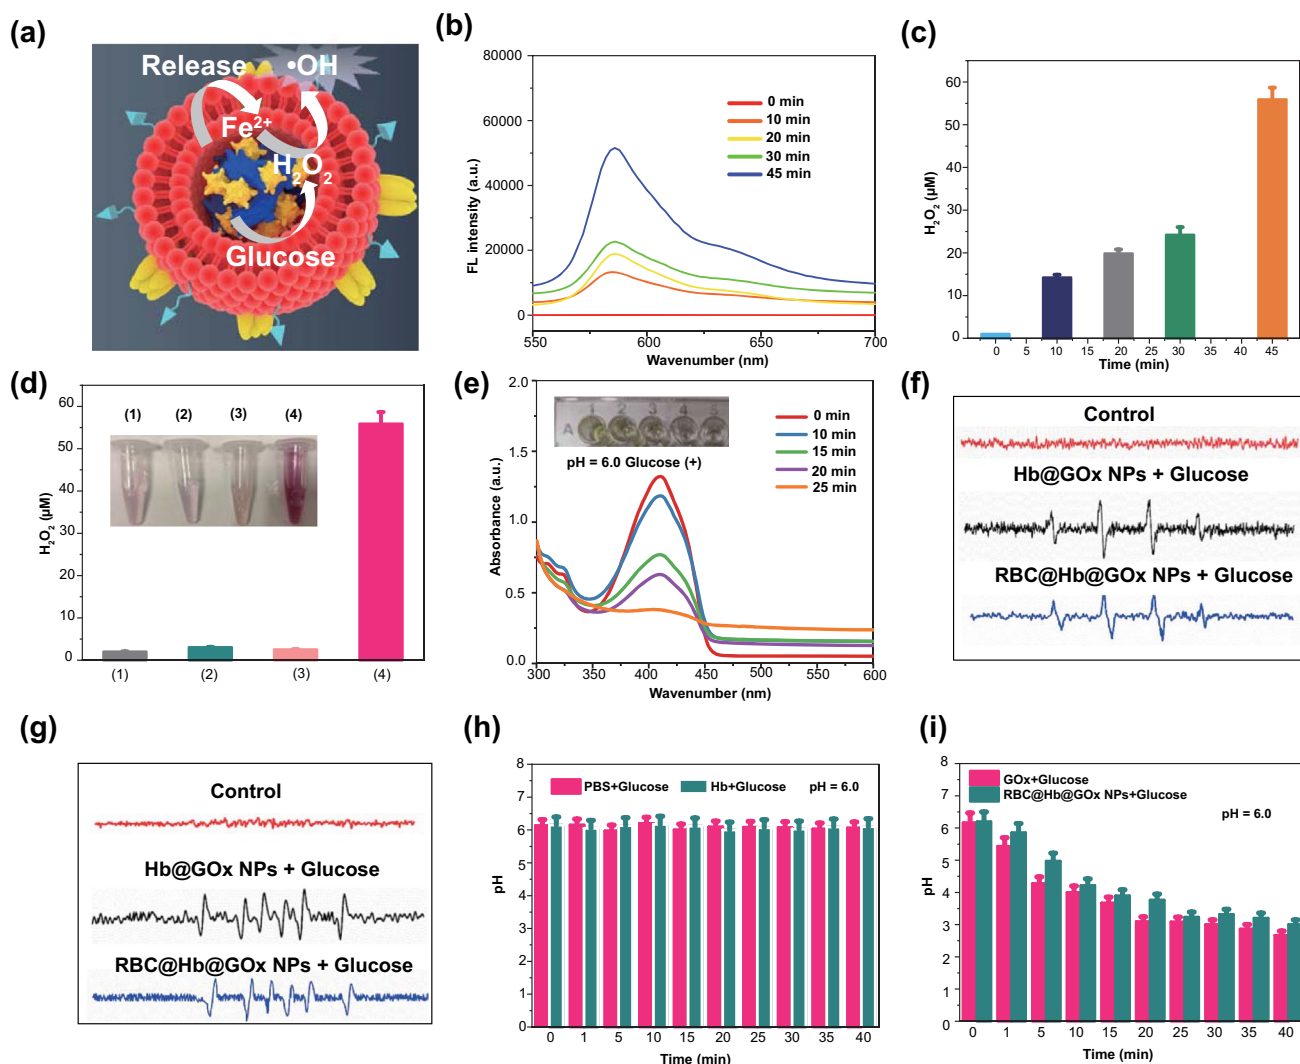 (a)
Release •OH
Fe2+
H2O2
Glucose
(b)
80000
60000
40000
20000
0
FL intensity (a.u.)
0 min
10 min
20 min
30 min
45 min
550 600 650 700
Wavenumber (nm)
(c)
60
50
40
30
20
10
0
H2O2 (µM)
0 5 10 15 20 25 30 35 40 45
Time (min)
(d)
60
50
40
30
20
10
0
H2O2 (µM)
(1) (2) (3) (4)
(1) (2) (3) (4)
(e)
2.0
1.5
1.0
0.5
0.0
Absorbance (a.u.)
A 1 2 3 4 5
pH = 6.0 Glucose (+)
0 min
10 min
15 min
20 min
25 min
300 350 400 450 500 550 600
Wavenumber (nm)
(f)
Control
Hb@GOx NPs + Glucose
RBC@Hb@GOx NPs + Glucose
(g)
Control
Hb@GOx NPs + Glucose
RBC@Hb@GOx NPs + Glucose
(h)
8
7
6
5
4
3
2
1
0
pH
PBS+Glucose Hb+Glucose pH = 6.0
0 1 5 10 15 20 25 30 35 40
Time (min)
(i)
8
7
6
5
4
3
2
1
0
pH
GOx+Glucose
RBC@Hb@GOx NPs+Glucose
pH = 6.0
0 1 5 10 15 20 25 30 35 40
Time (min)